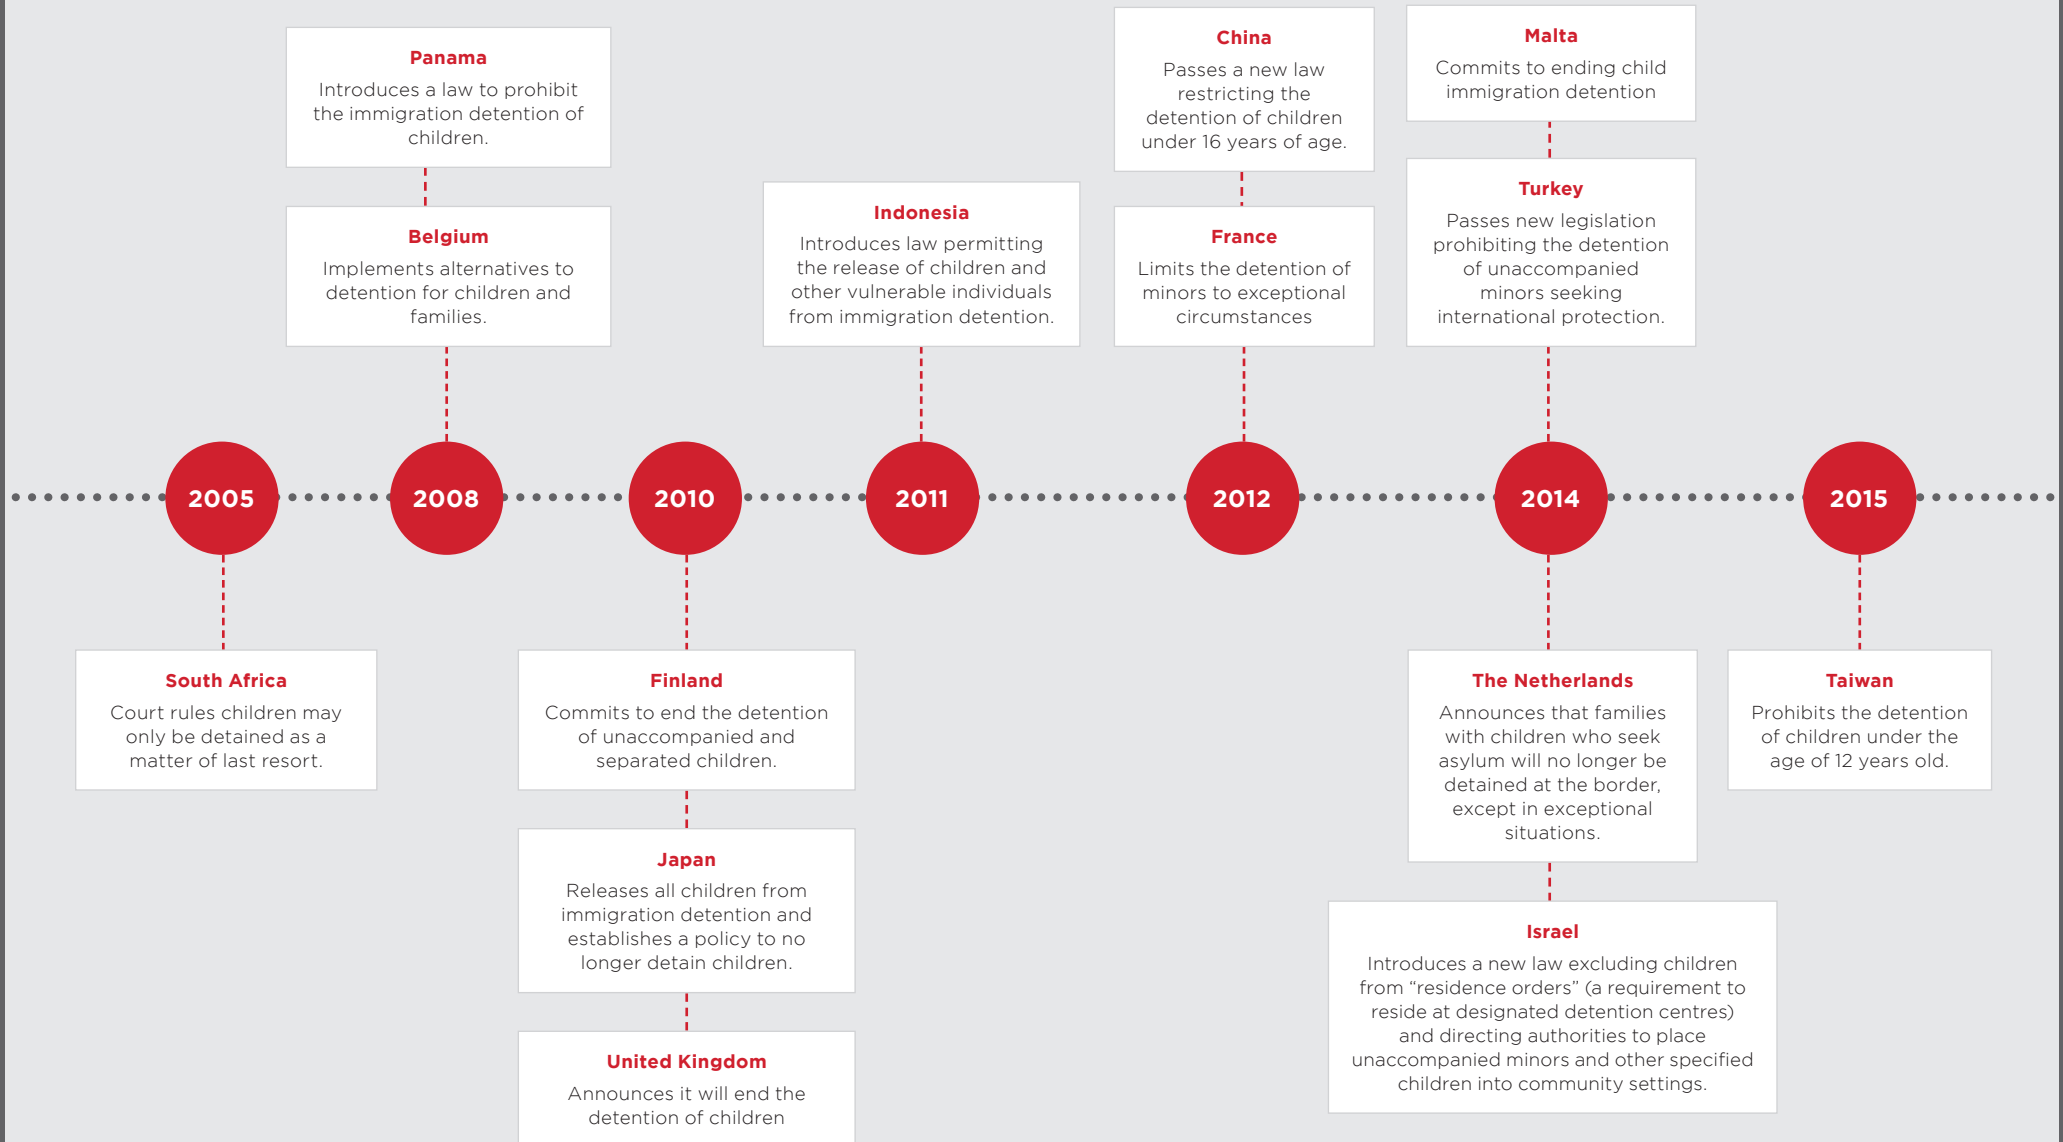 Panama
Introduces a law to prohibit
the immigration detention of
children.
Belgium
Implements alternatives to
detention for children and
families.
Indonesia
Introduces law permitting
the release of children and
other vulnerable individuals
from immigration detention.
China
Passes a new law
restricting the
detention of children
under 16 years of age.
France
Limits the detention of
minors to exceptional
circumstances
Malta
Commits to ending child
immigration detention
Turkey
Passes new legislation
prohibiting the detention
of unaccompanied
minors seeking
international protection.
2005
2008
2010
2011
2012
2014
2015
South Africa
Court rules children may
only be detained as a
matter of last resort.
Finland
Commits to end the detention
of unaccompanied and
separated children.
Japan
Releases all children from
immigration detention and
establishes a policy to no
longer detain children.
United Kingdom
Announces it will end the
detention of children
The Netherlands
Announces that families
with children who seek
asylum will no longer be
detained at the border,
except in exceptional
situations.
Israel
Introduces a new law excluding children
from “residence orders” (a requirement to
reside at designated detention centres)
and directing authorities to place
unaccompanied minors and other specified
children into community settings.
Taiwan
Prohibits the detention
of children under the
age of 12 years old.